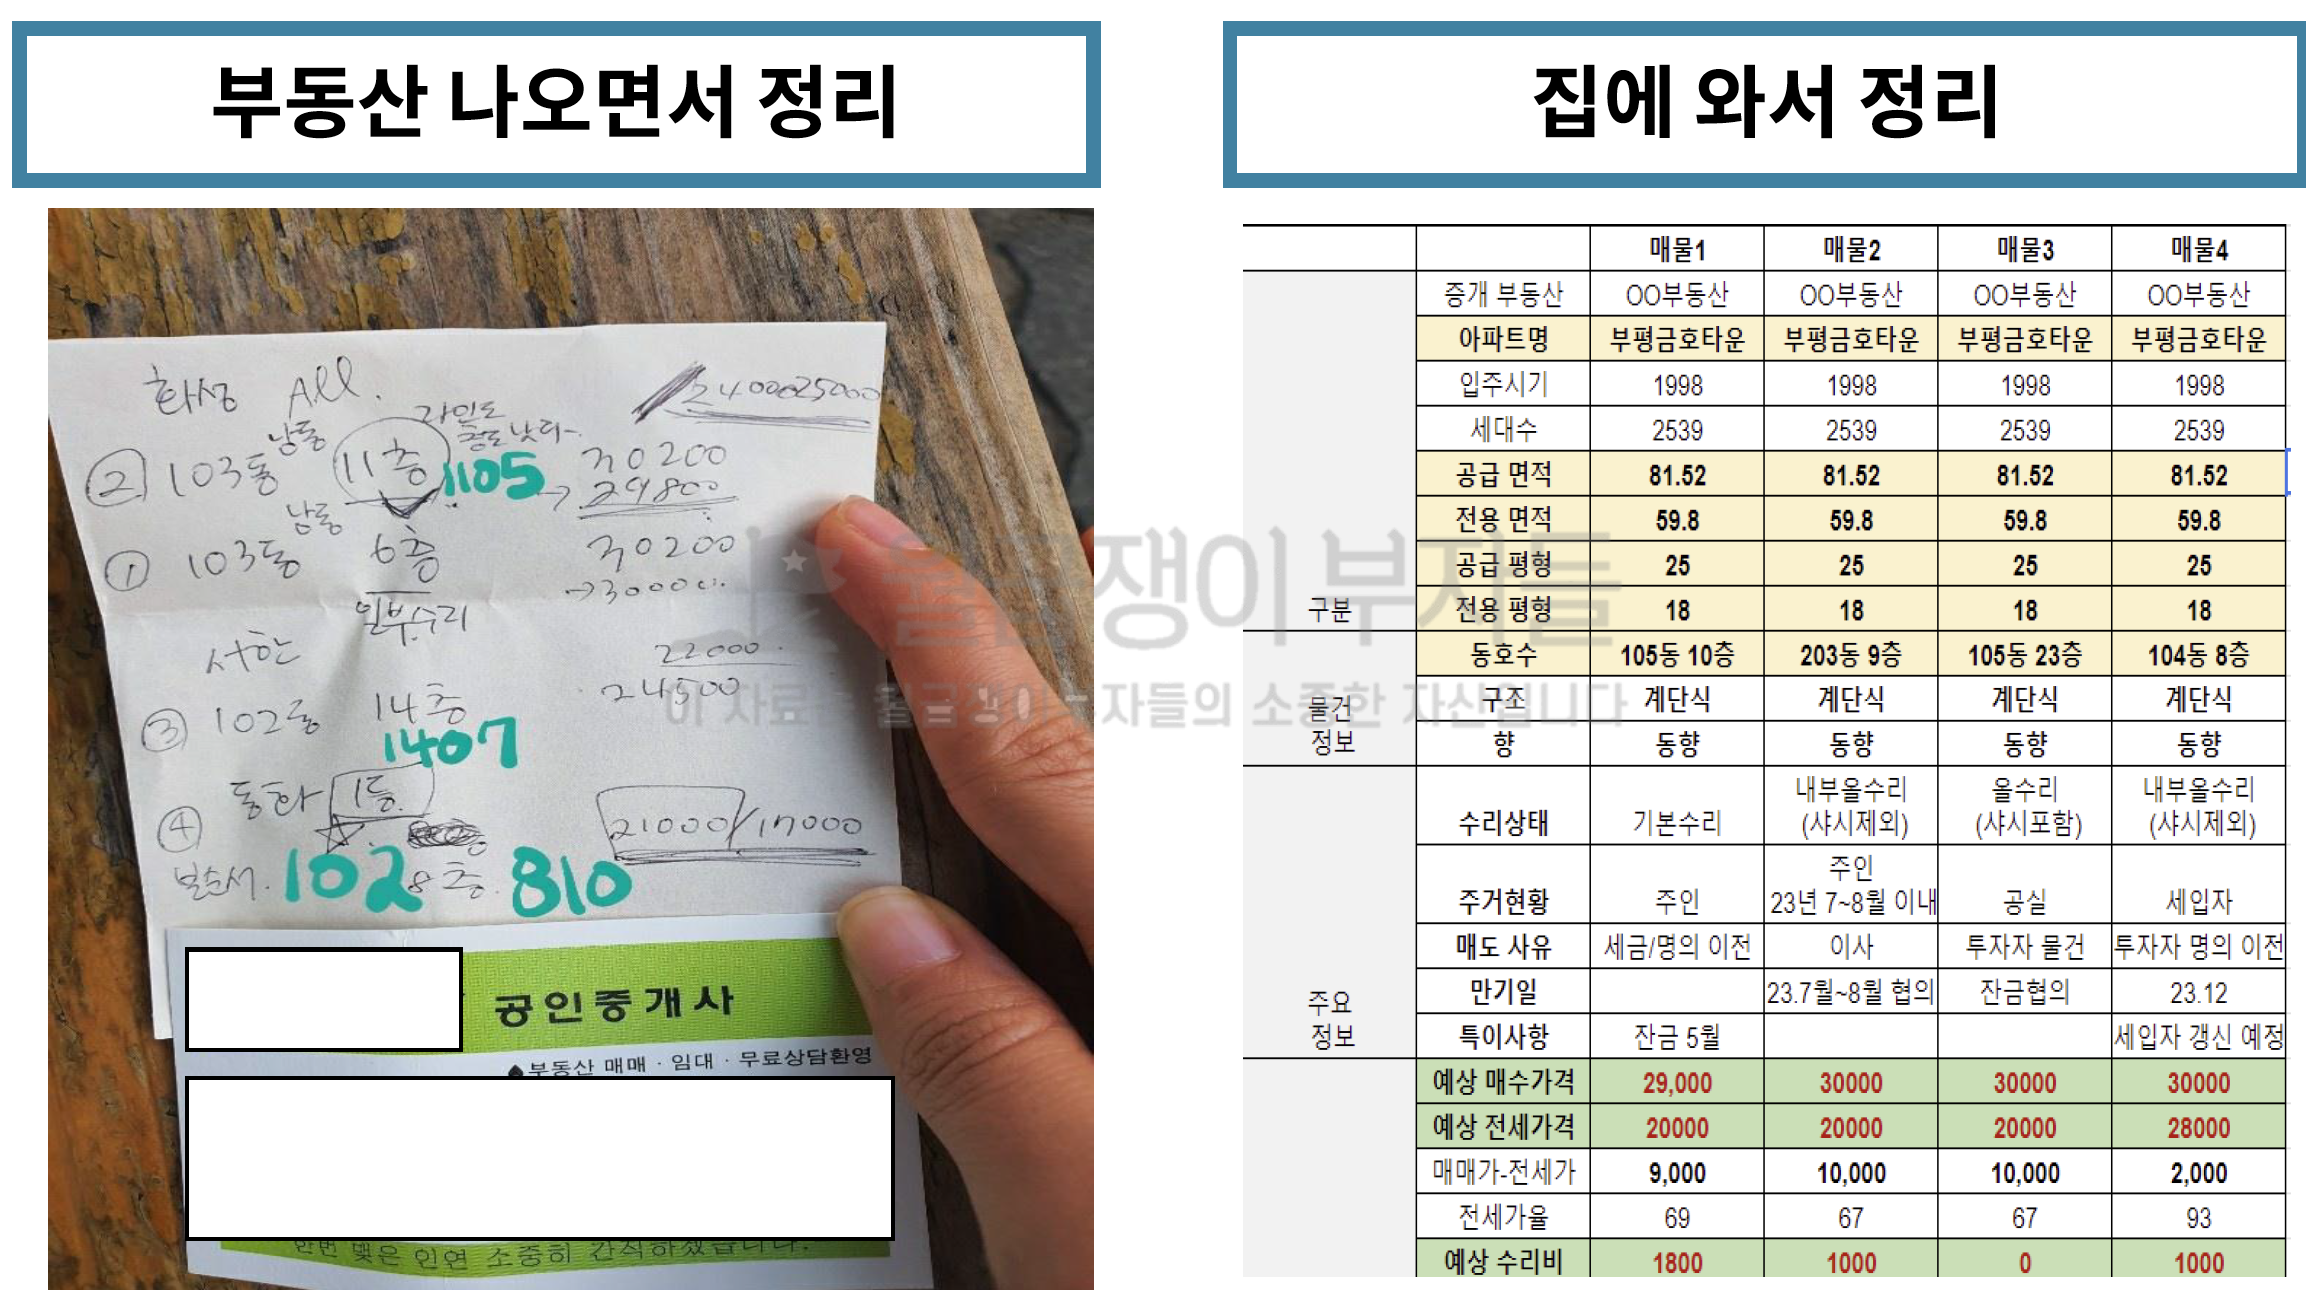 부동산 나오면서 정리
집에 와서 정리
화성 All.
24000 25000
남동 라인도 층도 낫다
② 103동 11층 1105 30200
→ 29800
남동
① 103동 6층 30200
→ 30000
일부수리
서한 22000
24500
③ 102동 14층
1407
동화 1등
④ 21000/17000
102 8층 810
공인중개사
♠부동산 매매 · 임대 · 무료상담환영
한번 맺은 인연 소중히 간직하겠습니다.
매물1 매물2 매물3 매물4
구분
중개 부동산 OO부동산 OO부동산 OO부동산 OO부동산
아파트명 부평금호타운 부평금호타운 부평금호타운 부평금호타운
입주시기 1998 1998 1998 1998
세대수 2539 2539 2539 2539
공급 면적 81.52 81.52 81.52 81.52
전용 면적 59.8 59.8 59.8 59.8
공급 평형 25 25 25 25
전용 평형 18 18 18 18
물건 정보
동호수 105동 10층 203동 9층 105동 23층 104동 8층
구조 계단식 계단식 계단식 계단식
향 동향 동향 동향 동향
주요 정보
수리상태 기본수리 내부올수리 (샤시제외) 올수리 (샤시포함) 내부올수리 (샤시제외)
주거현황 주인 주인 23년 7~8월 이내 공실 세입자
매도 사유 세금/명의 이전 이사 투자자 물건 투자자 명의 이전
만기일 23.7월~8월 협의 잔금협의 23.12
특이사항 잔금 5월 세입자 갱신 예정
예상 매수가격 29,000 30000 30000 30000
예상 전세가격 20000 20000 20000 28000
매매가-전세가 9,000 10,000 10,000 2,000
전세가율 69 67 67 93
예상 수리비 1800 1000 0 1000
월급쟁이 부자들
이 자료는 월급쟁이부자들의 소중한 자산입니다